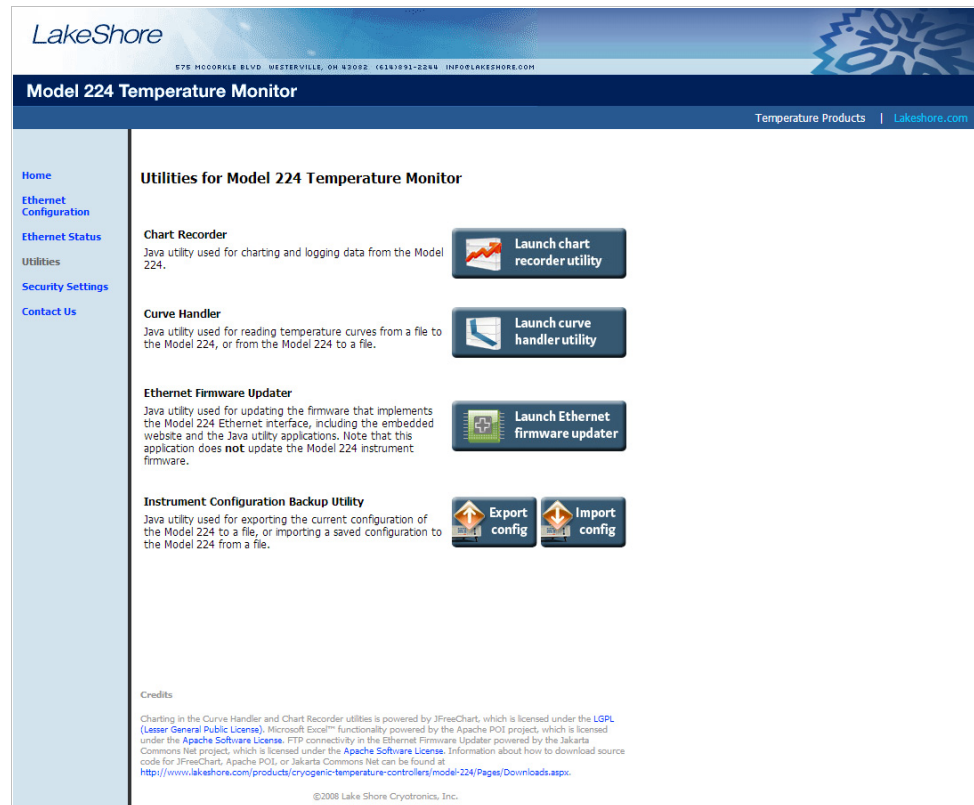 LakeShore
575 MCCORKLE BLVD WESTERVILLE, OH 43082 (614)891-2244 INFO@LAKESHORE.COM
Model 224 Temperature Monitor
Temperature Products | Lakeshore.com
Home
Ethernet
Configuration
Ethernet Status
Utilities
Security Settings
Contact Us
Utilities for Model 224 Temperature Monitor
Chart Recorder
Java utility used for charting and logging data from the Model
224.
Launch chart
recorder utility
Curve Handler
Java utility used for reading temperature curves from a file to
the Model 224, or from the Model 224 to a file.
Launch curve
handler utility
Ethernet Firmware Updater
Java utility used for updating the firmware that implements
the Model 224 Ethernet interface, including the embedded
website and the Java utility applications. Note that this
application does not update the Model 224 instrument
firmware.
Launch Ethernet
firmware updater
Instrument Configuration Backup Utility
Java utility used for exporting the current configuration of
the Model 224 to a file, or importing a saved configuration to
the Model 224 from a file.
Export
config
Import
config
Credits
Charting in the Curve Handler and Chart Recorder utilities is powered by JFreeChart, which is licensed under the LGPL
(Lesser General Public License). Microsoft Excel™ functionality powered by the Apache POI project, which is licensed
under the Apache Software License. FTP connectivity in the Ethernet Firmware Updater powered by the Jakarta
Commons Net project, which is licensed under the Apache Software License. Information about how to download source
code for JFreeChart, Apache POI, or Jakarta Commons Net can be found at
http://www.lakeshore.com/products/cryogenic-temperature-controllers/model-224/Pages/Downloads.aspx.
©2008 Lake Shore Cryotronics, Inc.